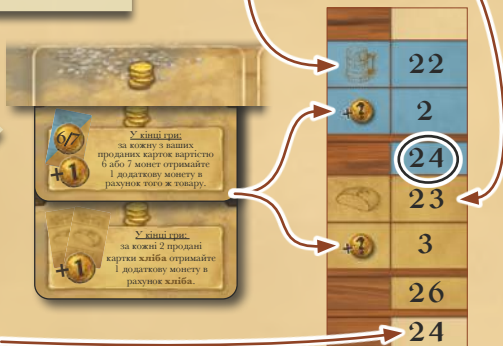 22
+?
2
24
6/7
+1
У кінці гри:
за кожну з ваших
проданих карток вартістю
6 або 7 монет отримайте
1 додаткову монету в
рахунок того ж товару.
23
+?
3
+1
У кінці гри:
за кожні 2 продані
картки хліба отримайте
1 додаткову монету в
рахунок хліба.
26
24